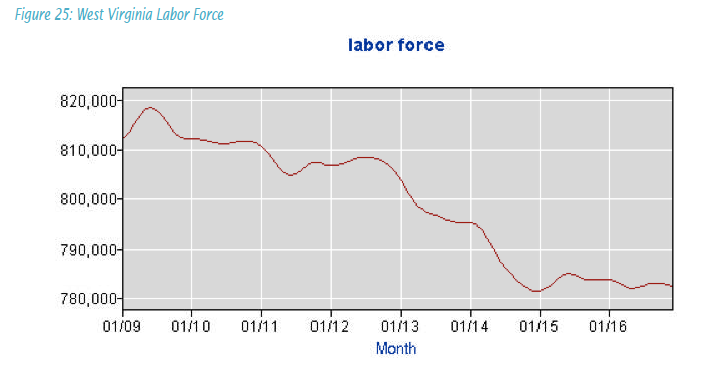 Figure 25: West Virginia Labor Force
labor force
820,000
810,000
800,000
790,000
780,000
01/09 01/10 01/11 01/12 01/13 01/14 01/15 01/16
Month